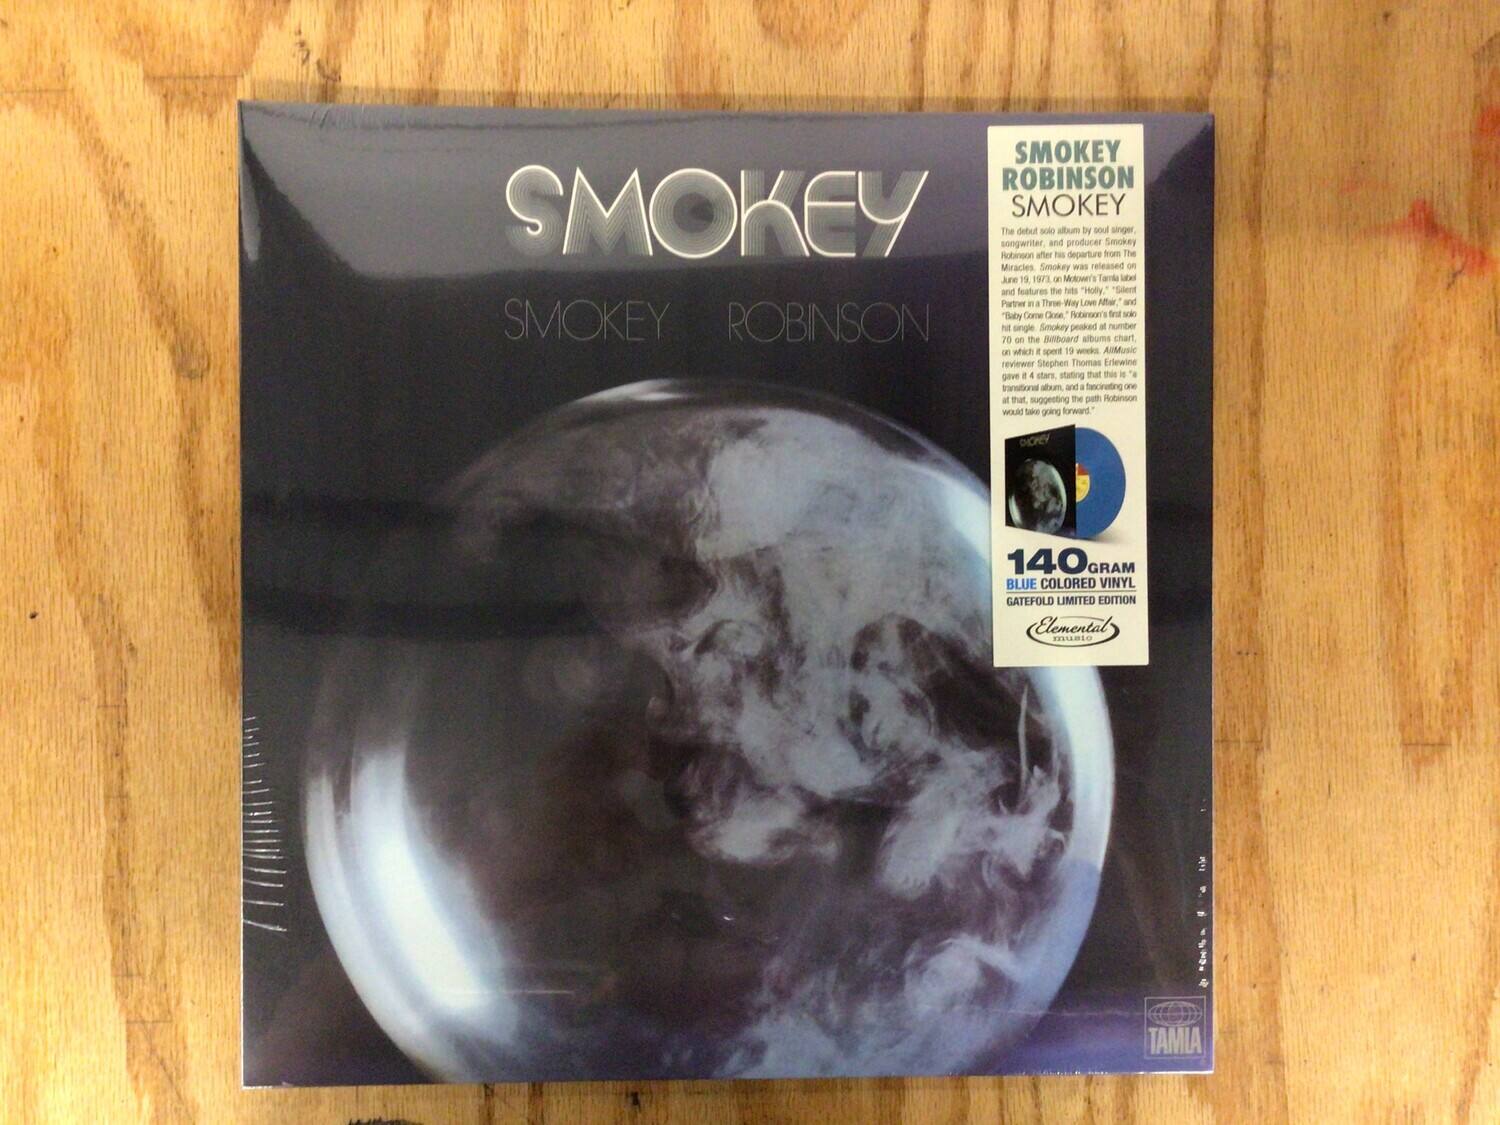 SMOKEY
SMOKEY ROBINSON
SMOKEY
ROBINSON
SMOKEY
The debut solo album by soul singer,
songwriter, and producer Smokey
Robinson after his departure from The
Miracles. Smokey was released on
June 19, 1973, on Motown's Tamla label
and features the hits "Holly," "Silent
Partner in a Three-Way Love Affair," and
"Baby Come Close," Robinson's first solo
hit single. Smokey peaked at number
70 on the Billboard albums chart,
on which it spent 19 weeks. AllMusic
reviewer Stephen Thomas Erlewine
gave it 4 stars, stating that this is "a
transitional album, and a fascinating one
at that, suggesting the path Robinson
would take going forward."
SMOKEY
140 GRAM
BLUE COLORED VINYL
GATEFOLD LIMITED EDITION
Elemental
music
TAMLA